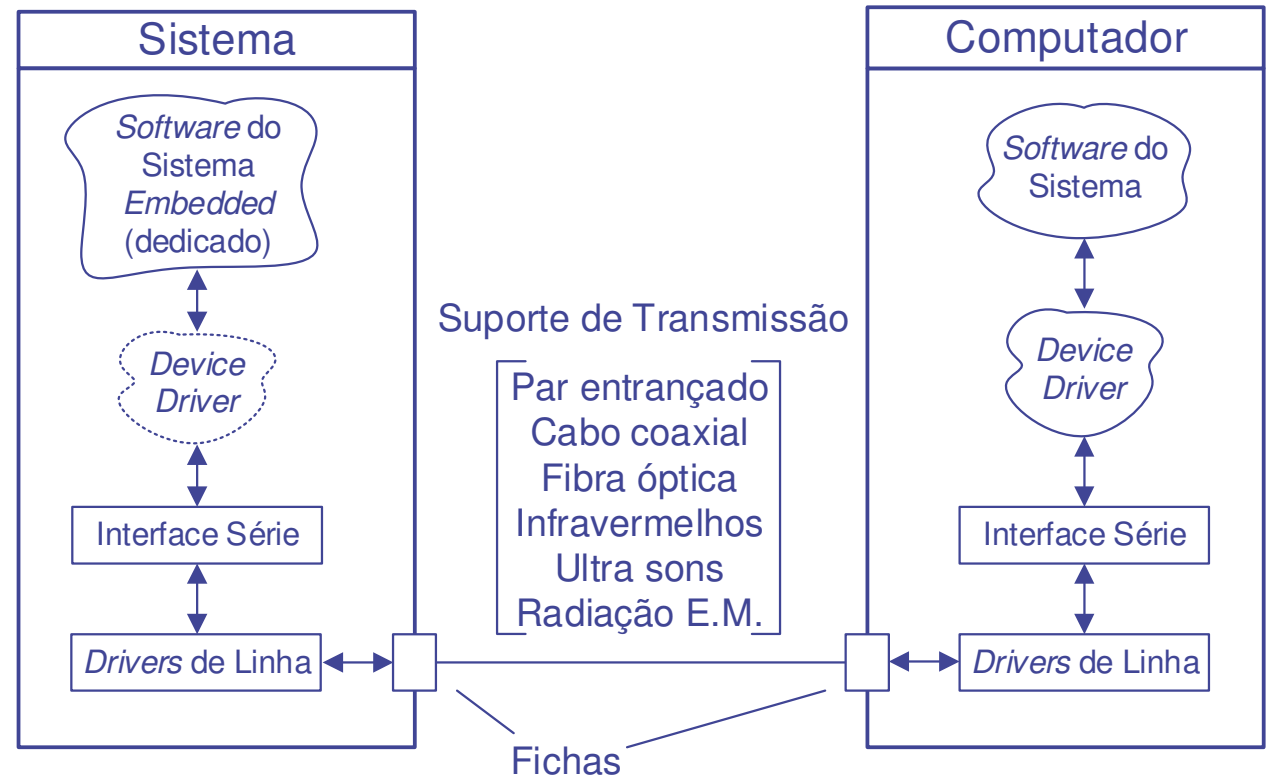 Sistema
Software do
Sistema
Embedded
(dedicado)
Device
Driver
Interface Série
Drivers de Linha
Suporte de Transmissão
Par entrançado
Cabo coaxial
Fibra óptica
Infravermelhos
Ultra sons
Radiação E.M.
Fichas
Computador
Software do
Sistema
Device
Driver
Interface Série
Drivers de Linha